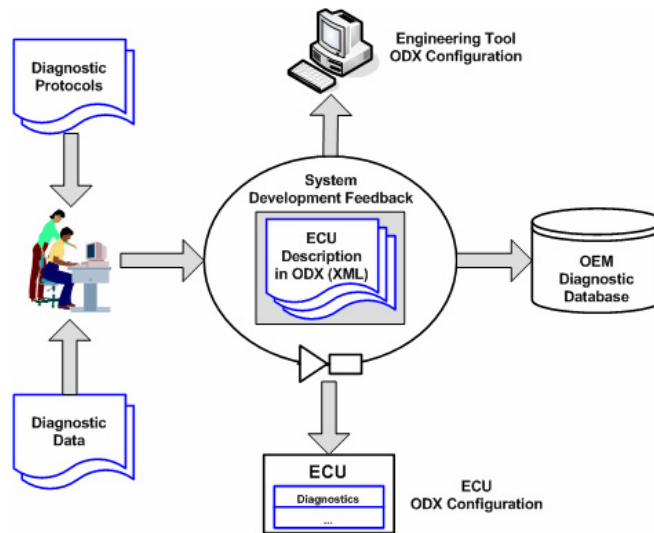 Diagnostic
Protocols
Engineering Tool
ODX Configuration
System
Development Feedback
ECU
Description
in ODX (XML)
OEM
Diagnostic
Database
Diagnostic
Data
ECU
Diagnostics
...
ECU
ODX Configuration